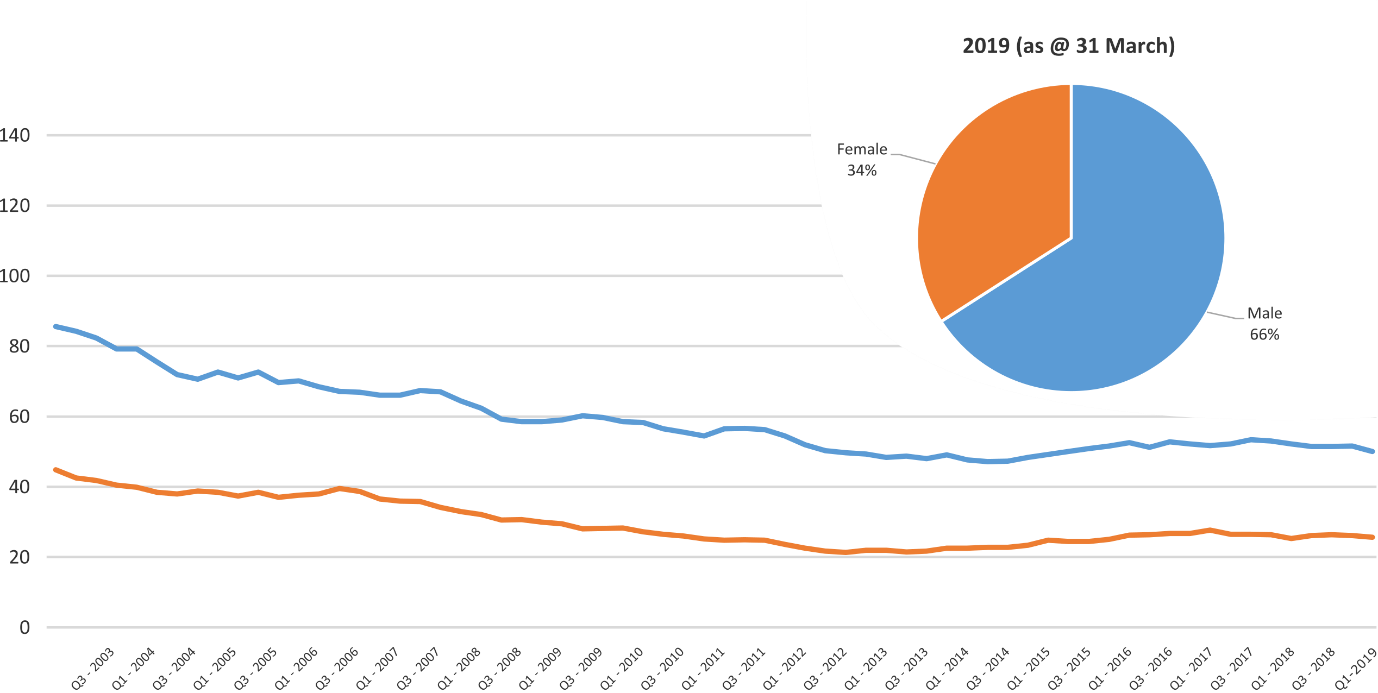 2019 (as @ 31 March)
Female
34%
Male
66%
140
120
100
80
60
40
20
0
Q3 - 2003
Q1 - 2004
Q3 - 2004
Q1 - 2005
Q3 - 2005
Q1 - 2006
Q3 - 2006
Q1 - 2007
Q3 - 2007
Q1 - 2008
Q3 - 2008
Q1 - 2009
Q3 - 2009
Q1 - 2010
Q3 - 2010
Q1 - 2011
Q3 - 2011
Q1 - 2012
Q3 - 2012
Q1 - 2013
Q3 - 2013
Q1 - 2014
Q3 - 2014
Q1 - 2015
Q3 - 2015
Q1 - 2016
Q3 - 2016
Q1 - 2017
Q3 - 2017
Q1 - 2018
Q3 - 2018
Q1 -2019